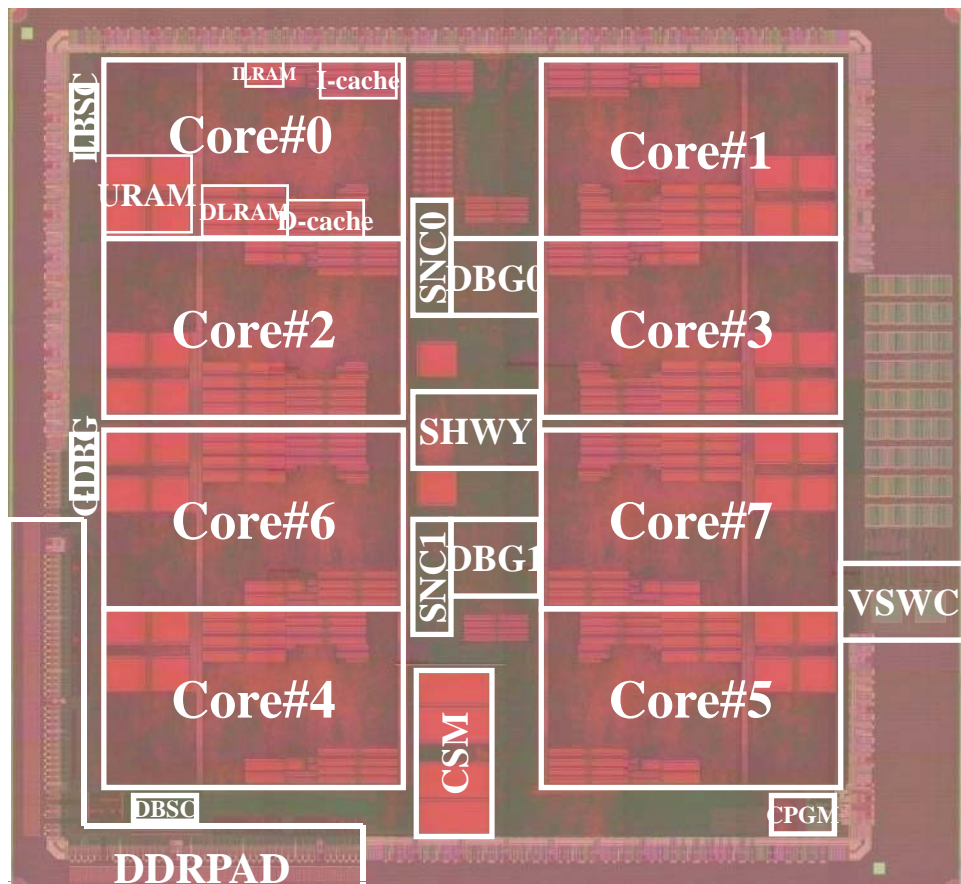 ILRAM
I-cache
LBSC
Core#0
Core#1
URAM
DLRAM
D-cache
SNC0
DBG0
Core#2
Core#3
SHWY
GDBG
Core#6
Core#7
SNC1
DBG1
VSWC
Core#4
Core#5
CSM
DBSC
CPGM
DDRPAD